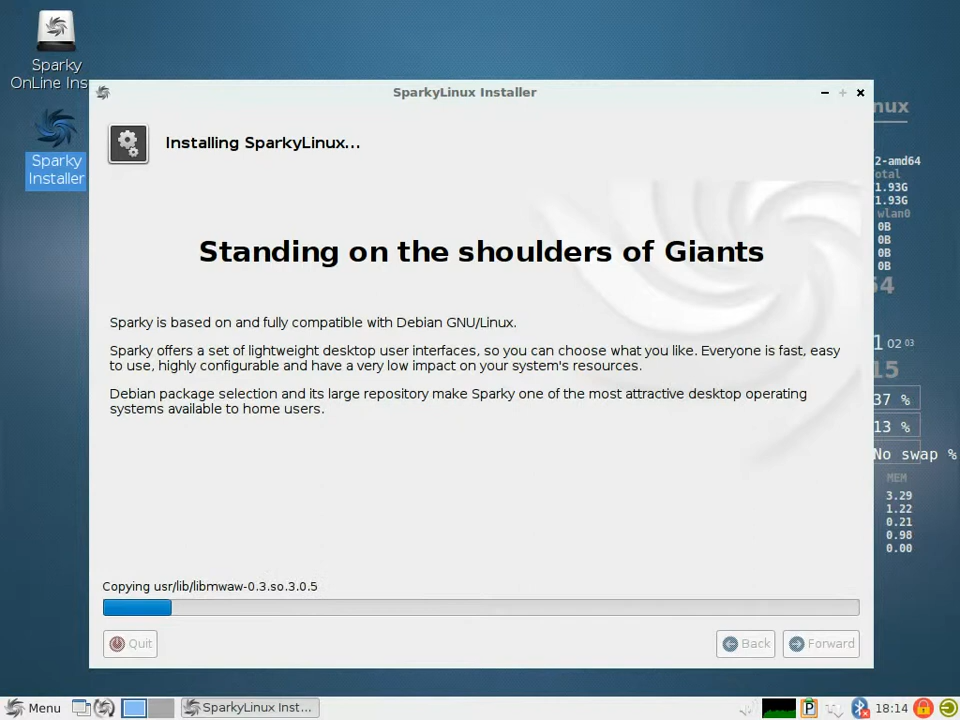 Sparky
OnLine Ins
Sparky
Installer
SparkyLinux Installer
Installing SparkyLinux...
Standing on the shoulders of Giants
Sparky is based on and fully compatible with Debian GNU/Linux.
Sparky offers a set of lightweight desktop user interfaces, so you can choose what you like. Everyone is fast, easy
to use, highly configurable and have a very low impact on your system's resources.
Debian package selection and its large repository make Sparky one of the most attractive desktop operating
systems available to home users.
Copying usr/lib/libmwaw-0.3.so.3.0.5
Quit
Back
Forward
nux
2-amd64
otal
1.93G
1.93G
wlan0
0B
0B
0B
0B
64
1 02 03
15
37 %
13 %
No swap %
MEM
3.29
1.22
0.21
0.98
0.00
Menu
SparkyLinux Inst...
P
18:14